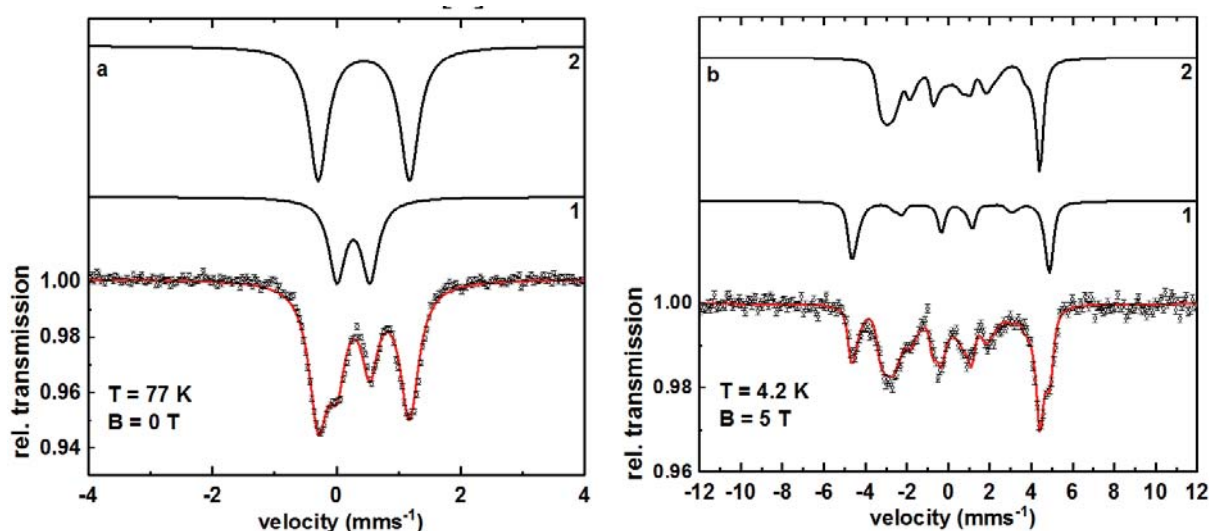 a
2
1
1.00
0.98
0.96
0.94
rel. transmission
T = 77 K
B = 0 T
-4
-2
0
2
4
velocity (mms-1)
b
2
1
1.00
0.98
0.96
rel. transmission
T = 4.2 K
B = 5 T
-12 -10 -8 -6 -4 -2 0 2 4 6 8 10 12
velocity (mms-1)